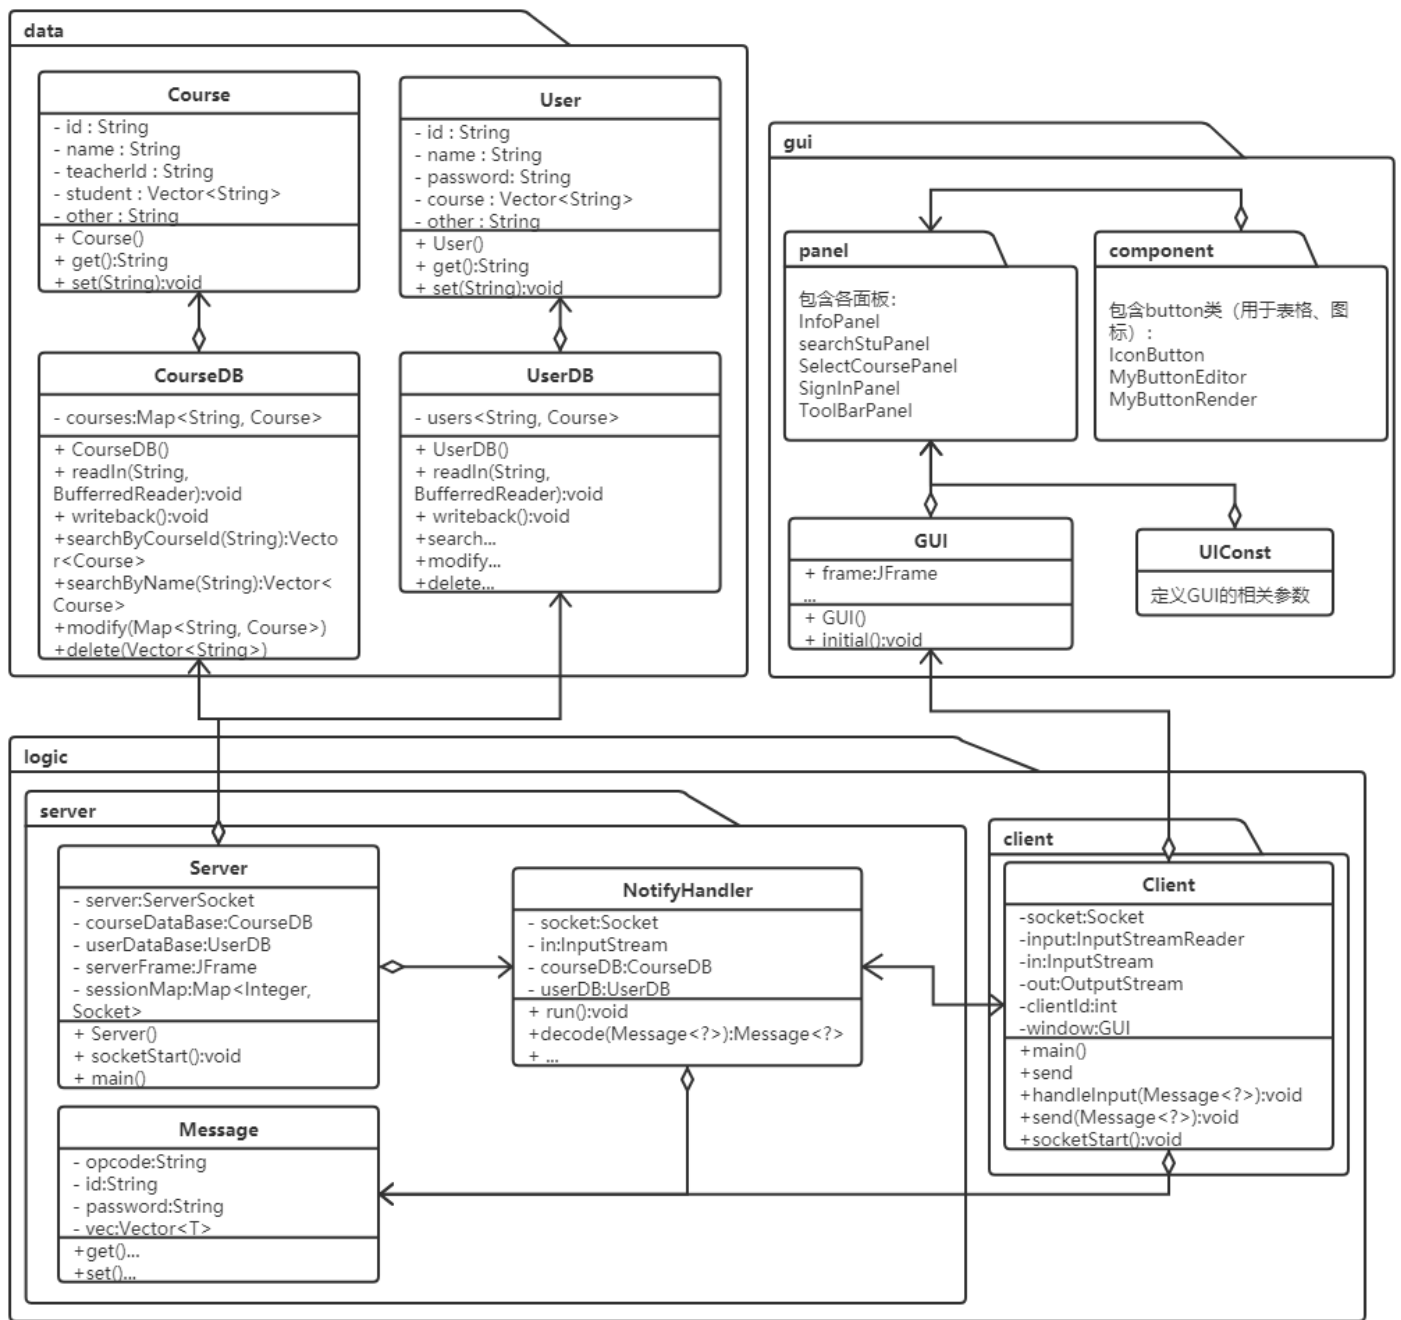 data
Course
- id : String
- name : String
- teacherId : String
- student : Vector<String>
- other : String
+ Course()
+ get():String
+ set(String):void
User
- id : String
- name : String
- password: String
- course : Vector<String>
- other : String
+ User()
+ get():String
+ set(String):void
CourseDB
- courses:Map<String, Course>
+ CourseDB()
+ readIn(String,
BufferredReader):void
+ writeback():void
+searchByCourseId(String):Vecto
r<Course>
+searchByName(String):Vector<
Course>
+modify(Map<String, Course>)
+delete(Vector<String>)
UserDB
- users<String, Course>
+ UserDB()
+ readIn(String,
BufferredReader):void
+ writeback():void
+search...
+modify...
+delete...
gui
panel
包含各面板：
InfoPanel
searchStuPanel
SelectCoursePanel
SignInPanel
ToolBarPanel
component
包含button类（用于表格、图
标）：
IconButton
MyButtonEditor
MyButtonRender
GUI
+ frame:JFrame
...
+ GUI()
+ initial():void
UIConst
定义GUI的相关参数
logic
server
Server
- server:ServerSocket
- courseDataBase:CourseDB
- userDataBase:UserDB
- serverFrame:JFrame
- sessionMap:Map<Integer,
Socket>
+ Server()
+ socketStart():void
+ main()
NotifyHandler
- socket:Socket
- in:InputStream
- courseDB:CourseDB
- userDB:UserDB
+ run():void
+decode(Message<?>):Message<?>
+ ...
Message
- opcode:String
- id:String
- password:String
- vec:Vector<T>
+get()...
+set()...
client
Client
-socket:Socket
-input:InputStreamReader
-in:InputStream
-out:OutputStream
-clientId:int
-window:GUI
+main()
+send
+handleInput(Message<?>):void
+send(Message<?>):void
+socketStart():void